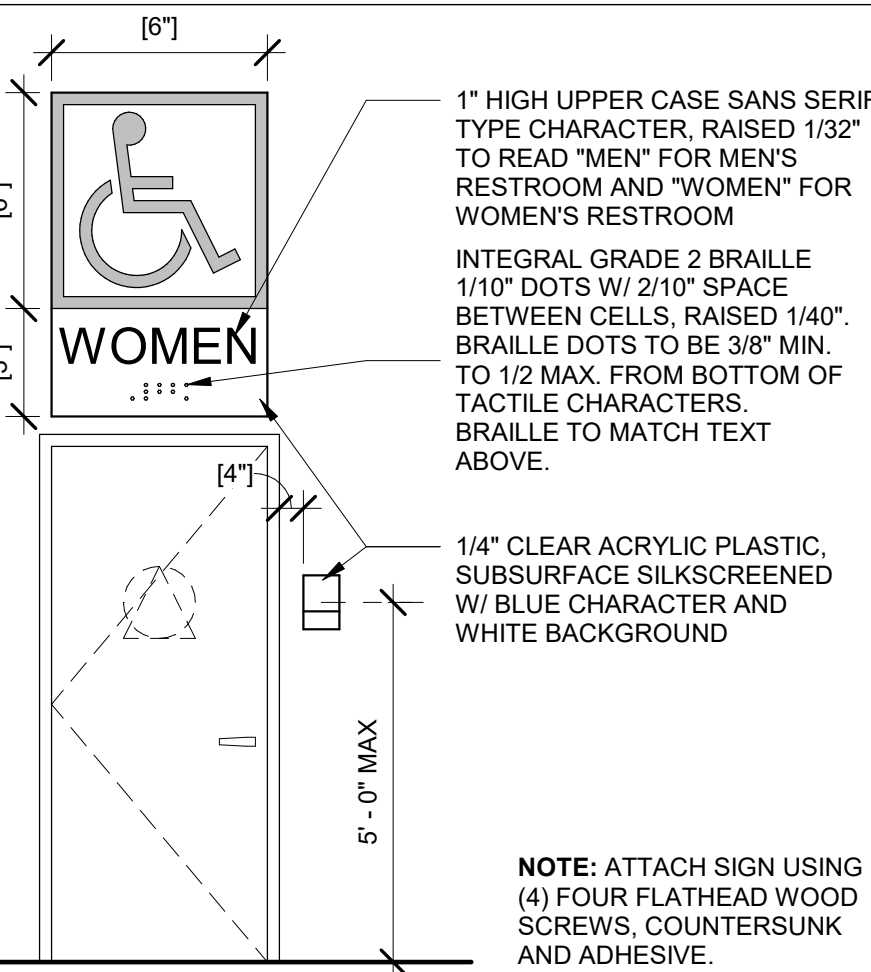 [6"]
1" HIGH UPPER CASE SANS SERIF
TYPE CHARACTER, RAISED 1/32"
TO READ "MEN" FOR MEN'S
RESTROOM AND "WOMEN" FOR
WOMEN'S RESTROOM
INTEGRAL GRADE 2 BRAILLE
1/10" DOTS W/ 2/10" SPACE
BETWEEN CELLS, RAISED 1/40".
BRAILLE DOTS TO BE 3/8" MIN.
TO 1/2 MAX. FROM BOTTOM OF
TACTILE CHARACTERS.
BRAILLE TO MATCH TEXT
ABOVE.
WOMEN
[4"]
1/4" CLEAR ACRYLIC PLASTIC,
SUBSURFACE SILKSCREENED
W/ BLUE CHARACTER AND
WHITE BACKGROUND
5' - 0" MAX
NOTE: ATTACH SIGN USING
(4) FOUR FLATHEAD WOOD
SCREWS, COUNTERSUNK
AND ADHESIVE.